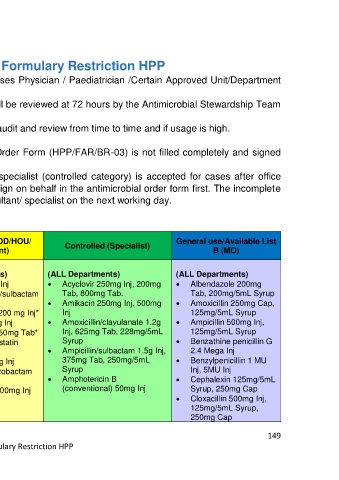 Formulary Restriction HPP
ses Physician / Paediatrician /Certain Approved Unit/Department
ll be reviewed at 72 hours by the Antimicrobial Stewardship Team
audit and review from time to time and if usage is high.
Order Form (HPP/FAR/BR-03) is not filled completely and signed
specialist (controlled category) is accepted for cases after office
ign on behalf in the antimicrobial order form first. The incomplete
ultant/ specialist on the next working day.
OD/HOU/
nt)
s)
Inj
/sulbactam
200 mg Inj*
g Inj
50mg Tab*
statin
g Inj
obactam
00mg Inj
Controlled (Specialist)
(ALL Departments)
• Acyclovir 250mg Inj, 200mg
Tab, 800mg Tab.
• Amikacin 250mg Inj, 500mg
Inj
• Amoxicillin/clavulanate 1.2g
Inj, 625mg Tab, 228mg/5mL
Syrup
• Ampicillin/sulbactam 1.5g Inj,
375mg Tab, 250mg/5mL
Syrup
• Amphotericin B
(conventional) 50mg Inj
General use/Available List
B (MO)
(ALL Departments)
• Albendazole 200mg
Tab, 200mg/5mL Syrup
• Amoxicillin 250mg Cap,
125mg/5mL Syrup
• Ampicillin 500mg Inj,
125mg/5mL Syrup
• Benzathine penicillin G
2.4 Mega Inj
• Benzylpenicillin 1 MU
Inj, 5MU Inj
• Cephalexin 125mg/5mL
Syrup, 250mg Cap
• Cloxacillin 500mg Inj,
125mg/5mL Syrup,
250mg Cap
149
ulary Restriction HPP